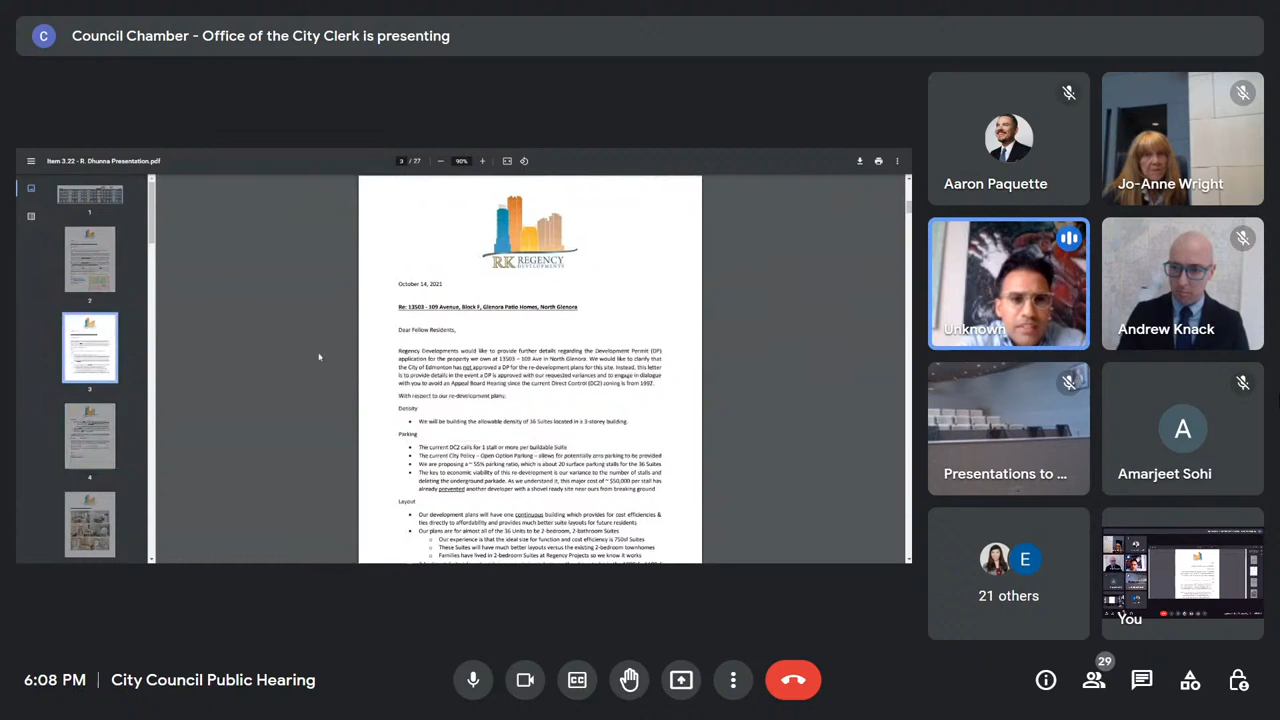 C
Council Chamber - Office of the City Clerk is presenting
Item 3.22 - R. Dhunna Presentation.pdf
3 / 27
90%
1
2
3
4
RK REGENCY
DEVELOPMENTS
October 14, 2021
Re: 13503 - 109 Avenue, Block F, Glenora Patio Homes, North Glenora
Dear Fellow Residents,
Regency Developments would like to provide further details regarding the Development Permit (DP)
application for the property we own at 13503 - 109 Ave in North Glenora. We would like to clarify that
the City of Edmonton has not approved a DP for the re-development plans for this site. Instead, this letter
is to provide details in the event a DP is approved with our requested variances and to engage in dialogue
with you to avoid an Appeal Board Hearing since the current Direct Control (DC2) zoning is from 1992.
With respect to our re-development plans;
Density
• We will be building the allowable density of 36 Suites located in a 3-storey building.
Parking
• The current DC2 calls for 1 stall or more per buildable Suite
• The current City Policy – Open Option Parking – allows for potentially zero parking to be provided
• We are proposing a ~ 55% parking ratio, which is about 20 surface parking stalls for the 36 Suites
• The key to economic viability of this re-development is our variance to the number of stalls and
deleting the underground parkade. As we understand it, this major cost of ~ $50,000 per stall has
already prevented another developer with a shovel ready site near ours from breaking ground
Layout
• Our development plans will have one continuous building which provides for cost efficiencies &
ties directly to affordability and provides much better suite layouts for future residents
• Our plans are for almost all of the 36 Units to be 2-bedroom, 2-bathroom Suites
o Our experience is that the ideal size for function and cost efficiency is 750sf Suites
o These Suites will have much better layouts versus the existing 2-bedroom townhomes
o Families have lived in 2-bedroom Suites at Regency Projects so we know it works
Aaron Paquette
Jo-Anne Wright
Unknown
Andrew Knack
Presentations to ...
A
Amarjeet Sohi
E
21 others
You
6:08 PM
City Council Public Hearing
29